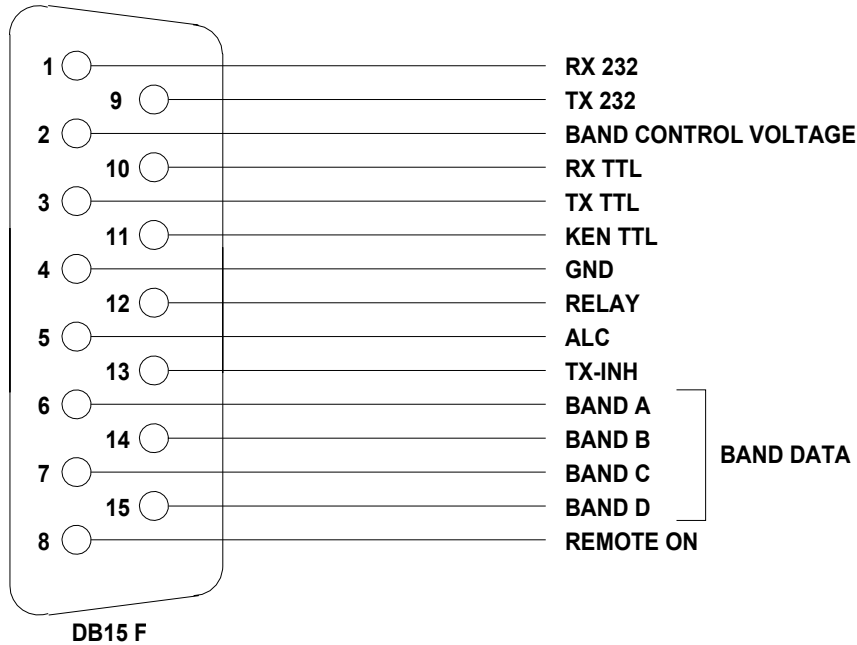 1 RX 232
9 TX 232
2 BAND CONTROL VOLTAGE
10 RX TTL
3 TX TTL
11 KEN TTL
4 GND
12 RELAY
5 ALC
13 TX-INH
6 BAND A
14 BAND B
BAND DATA
7 BAND C
15 BAND D
8 REMOTE ON
DB15 F